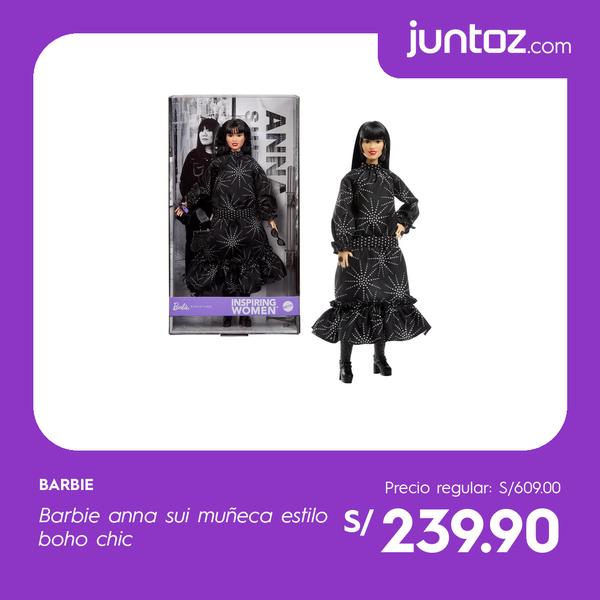 juntoz.com
ANNA
SUI
Barbie
INSPIRING
WOMEN
BARBIE
Barbie anna sui muñeca estilo
boho chic
Precio regular: S/609.00
S/239.90